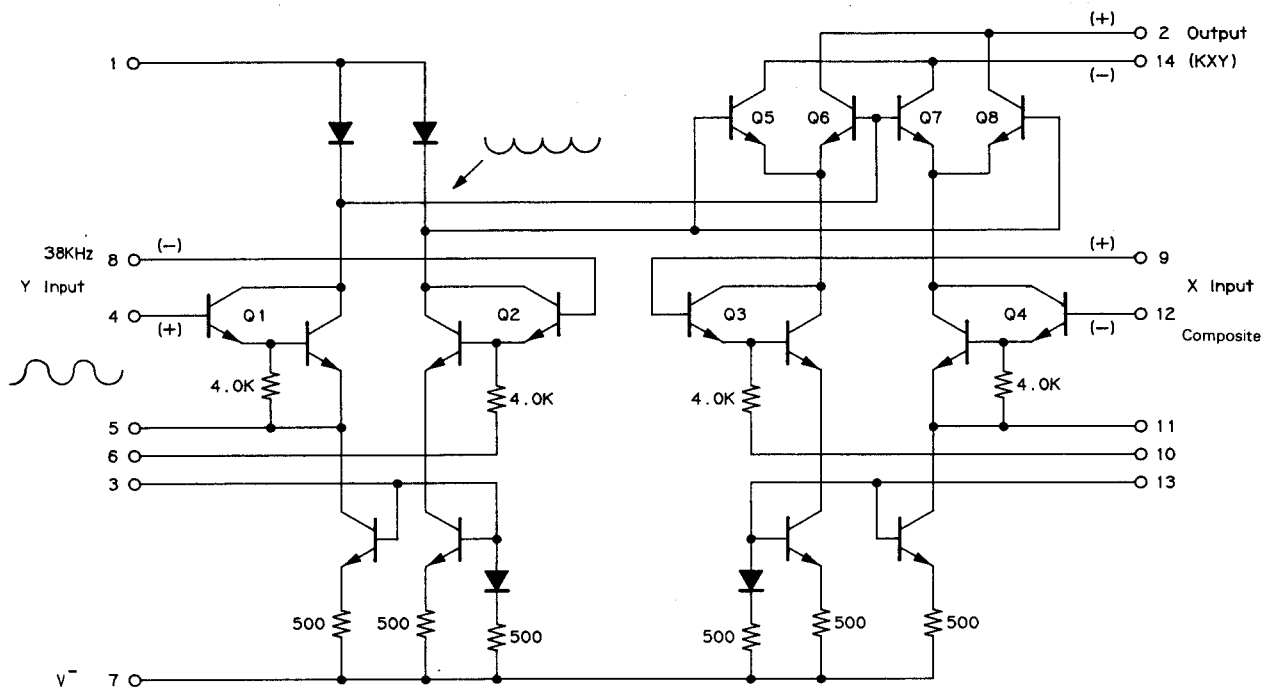 (+)
2 Output
1
14 (KXY)
(-)
Q5 Q6 Q7 Q8
38KHz
(-)
8
(+)
9
Y Input
X Input
4
(+)
Q1
Q2
Q3
Q4
(-)
12
Composite
4.0K
4.0K
4.0K
4.0K
5
11
6
10
3
13
500
500
500
500
500
500
V-
7